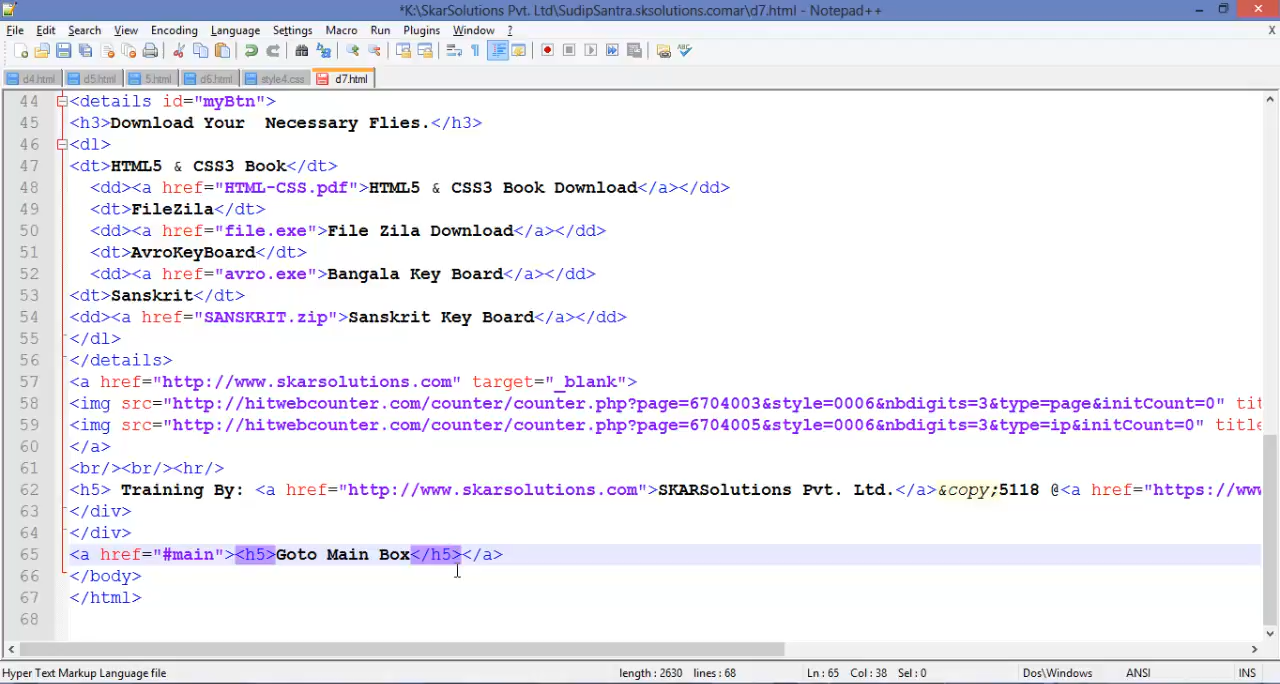 *K:\SkarSolutions Pvt. Ltd\SudipSantra.sksolutions.comar\d7.html - Notepad++
File Edit Search View Encoding Language Settings Macro Run Plugins Window ? X
d4.html d5.html 5.html d6.html style4.css d7.html
44 <details id="myBtn">
45 <h3>Download Your  Necessary Flies.</h3>
46 <dl>
47 <dt>HTML5 & CSS3 Book</dt>
48   <dd><a href="HTML-CSS.pdf">HTML5 & CSS3 Book Download</a></dd>
49   <dt>FileZila</dt>
50   <dd><a href="file.exe">File Zila Download</a></dd>
51   <dt>AvroKeyBoard</dt>
52   <dd><a href="avro.exe">Bangala Key Board</a></dd>
53 <dt>Sanskrit</dt>
54 <dd><a href="SANSKRIT.zip">Sanskrit Key Board</a></dd>
55 </dl>
56 </details>
57 <a href="http://www.skarsolutions.com" target="_blank">
58 <img src="http://hitwebcounter.com/counter/counter.php?page=6704003&style=0006&nbdigits=3&type=page&initCount=0" tit
59 <img src="http://hitwebcounter.com/counter/counter.php?page=6704005&style=0006&nbdigits=3&type=ip&initCount=0" title
60 </a>
61 <br/><br/><hr/>
62 <h5> Training By: <a href="http://www.skarsolutions.com">SKARSolutions Pvt. Ltd.</a>&copy;5118 @<a href="https://www
63 </div>
64 </div>
65 <a href="#main"><h5>Goto Main Box</h5></a>
66 </body>
67 </html>
68
Hyper Text Markup Language file length : 2630 lines : 68 Ln : 65 Col : 38 Sel : 0 Dos\Windows ANSI INS